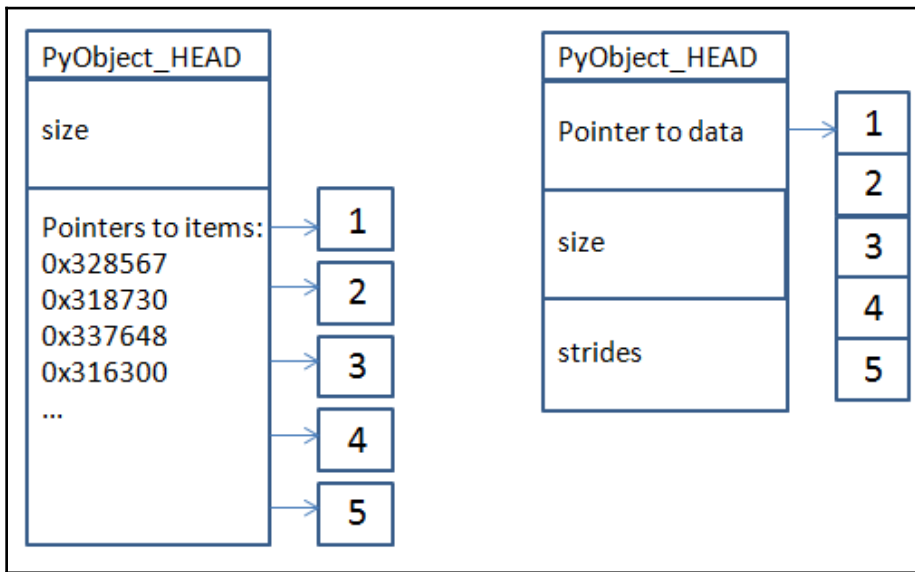 PyObject_HEAD
size
Pointers to items:
0x328567
0x318730
0x337648
0x316300
...
1
2
3
4
5
PyObject_HEAD
Pointer to data
size
strides
1
2
3
4
5